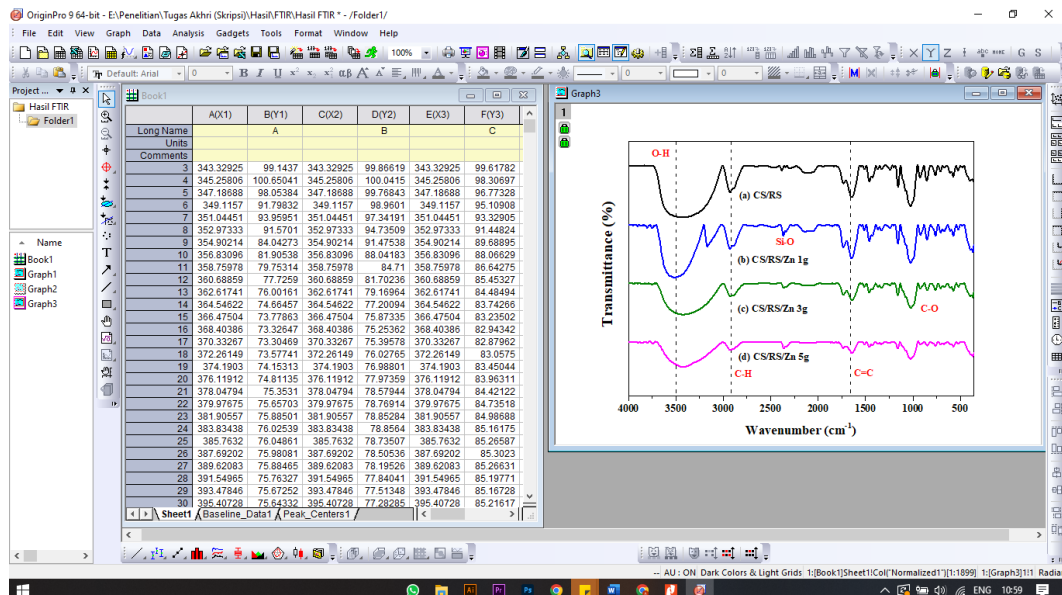 OriginPro 9 64-bit - E:\Penelitian\Tugas Akhri (Skripsi)\Hasil\FTIR\Hasil FTIR * - /Folder1/
File Edit View Graph Data Analysis Gadgets Tools Format Window Help
100%
X Y Z
G S
Default: Arial 0 B I U 0 0
Project ...
Hasil FTIR
Folder1
Name
Book1
Graph1
Graph2
Graph3
Book1
A(X1) B(Y1) C(X2) D(Y2) E(X3) F(Y3)
Long Name A B C
Units
Comments
3 343.32925 99.1437 343.32925 99.86619 343.32925 99.61782
4 345.25806 100.65041 345.25806 100.0415 345.25806 98.30697
5 347.18688 98.05384 347.18688 99.76843 347.18688 96.77328
6 349.1157 91.79832 349.1157 98.9601 349.1157 95.10908
7 351.04451 93.95951 351.04451 97.34191 351.04451 93.32905
8 352.97333 91.5701 352.97333 94.73509 352.97333 91.44824
9 354.90214 84.04273 354.90214 91.47538 354.90214 89.68895
10 356.83096 81.90538 356.83096 88.04183 356.83096 88.06629
11 358.75978 79.75314 358.75978 84.71 358.75978 86.64275
12 360.68859 77.7259 360.68859 81.70236 360.68859 85.45327
13 362.61741 76.00161 362.61741 79.16964 362.61741 84.48494
14 364.54622 74.66457 364.54622 77.20094 364.54622 83.74266
15 366.47504 73.77863 366.47504 75.87335 366.47504 83.23502
16 368.40386 73.32647 368.40386 75.25362 368.40386 82.94342
17 370.33267 73.30469 370.33267 75.39578 370.33267 82.87962
18 372.26149 73.57741 372.26149 76.02765 372.26149 83.0575
19 374.1903 74.15313 374.1903 76.98801 374.1903 83.45044
20 376.11912 74.81135 376.11912 77.97359 376.11912 83.96311
21 378.04794 75.3531 378.04794 78.57944 378.04794 84.42122
22 379.97675 75.65703 379.97675 78.76914 379.97675 84.73518
23 381.90557 75.88501 381.90557 78.85284 381.90557 84.98688
24 383.83438 76.02539 383.83438 78.8564 383.83438 85.16175
25 385.7632 76.04861 385.7632 78.73507 385.7632 85.26587
26 387.69202 75.98081 387.69202 78.50536 387.69202 85.3023
27 389.62083 75.88465 389.62083 78.19526 389.62083 85.26631
28 391.54965 75.76327 391.54965 77.84041 391.54965 85.19771
29 393.47846 75.67252 393.47846 77.51348 393.47846 85.16728
30 395.40728 75.64332 395.40728 77.28285 395.40728 85.21617
Sheet1 Baseline_Data1 Peak_Centers1
Graph3
1
O-H
(a) CS/RS
Si-O
(b) CS/RS/Zn 1g
(c) CS/RS/Zn 3g
C-O
(d) CS/RS/Zn 5g
C-H
C=C
Transmittance (%)
4000 3500 3000 2500 2000 1500 1000 500
Wavenumber (cm⁻¹)
-- AU : ON Dark Colors & Light Grids 1:[Book1]Sheet1!Col("Normalized1")[1:1899] 1:[Graph3]1!1 Radia
ENG 10:59